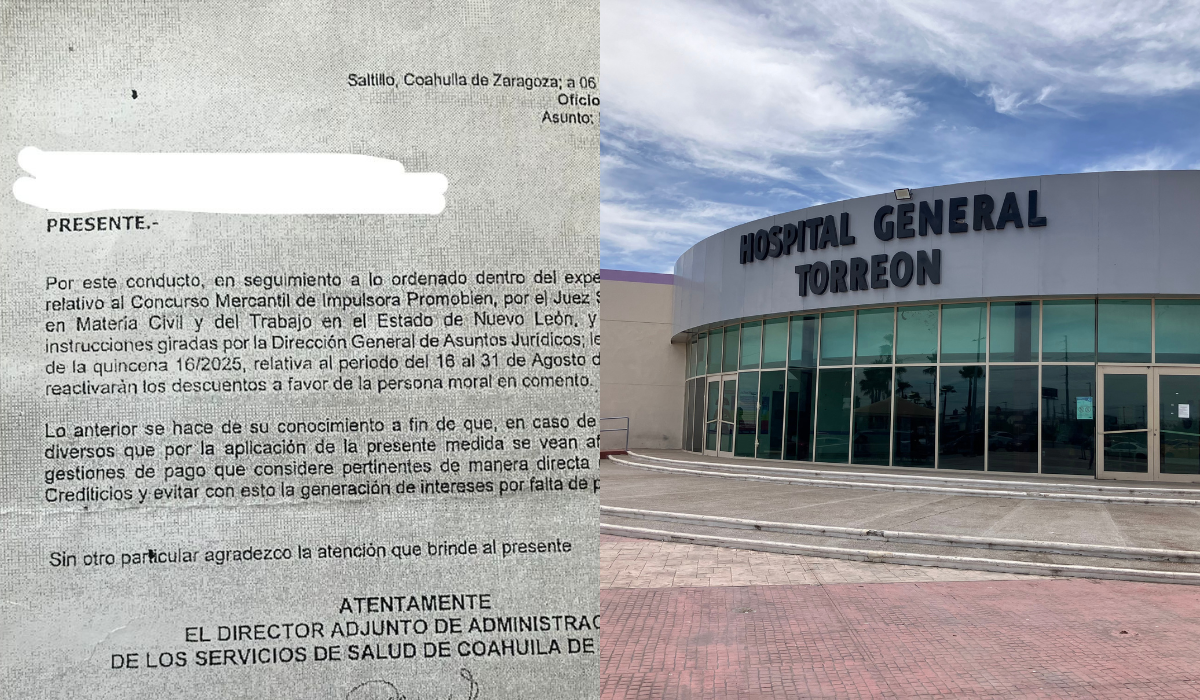 Saltillo, Coahuila de Zaragoza; a 06
Oficio
Asunto:
PRESENTE.-
Por este conducto, en seguimiento a lo ordenado dentro del expe
relativo al Concurso Mercantil de Impulsora Promobien, por el Juez S
en Materia Civil y del Trabajo en el Estado de Nuevo León, y
instrucciones giradas por la Dirección General de Asuntos Jurídicos; le
de la quincena 16/2025, relativa al periodo del 16 al 31 de Agosto d
reactivarán los descuentos a favor de la persona moral en comento.
Lo anterior se hace de su conocimiento a fin de que, en caso de
diversos que por la aplicación de la presente medida se vean af
gestiones de pago que considere pertinentes de manera directa
Crediticios y evitar con esto la generación de intereses por falta de p
Sin otro particular agradezco la atención que brinde al presente
ATENTAMENTE
EL DIRECTOR ADJUNTO DE ADMINISTRAC
DE LOS SERVICIOS DE SALUD DE COAHUILA DE
HOSPITAL GENERAL
TORREON